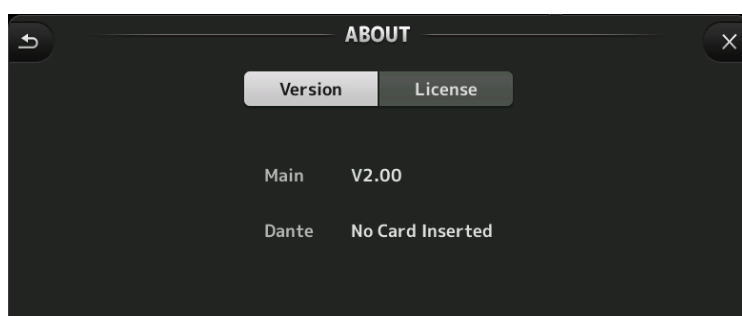 ABOUT
Version License
Main V2.00
Dante No Card Inserted